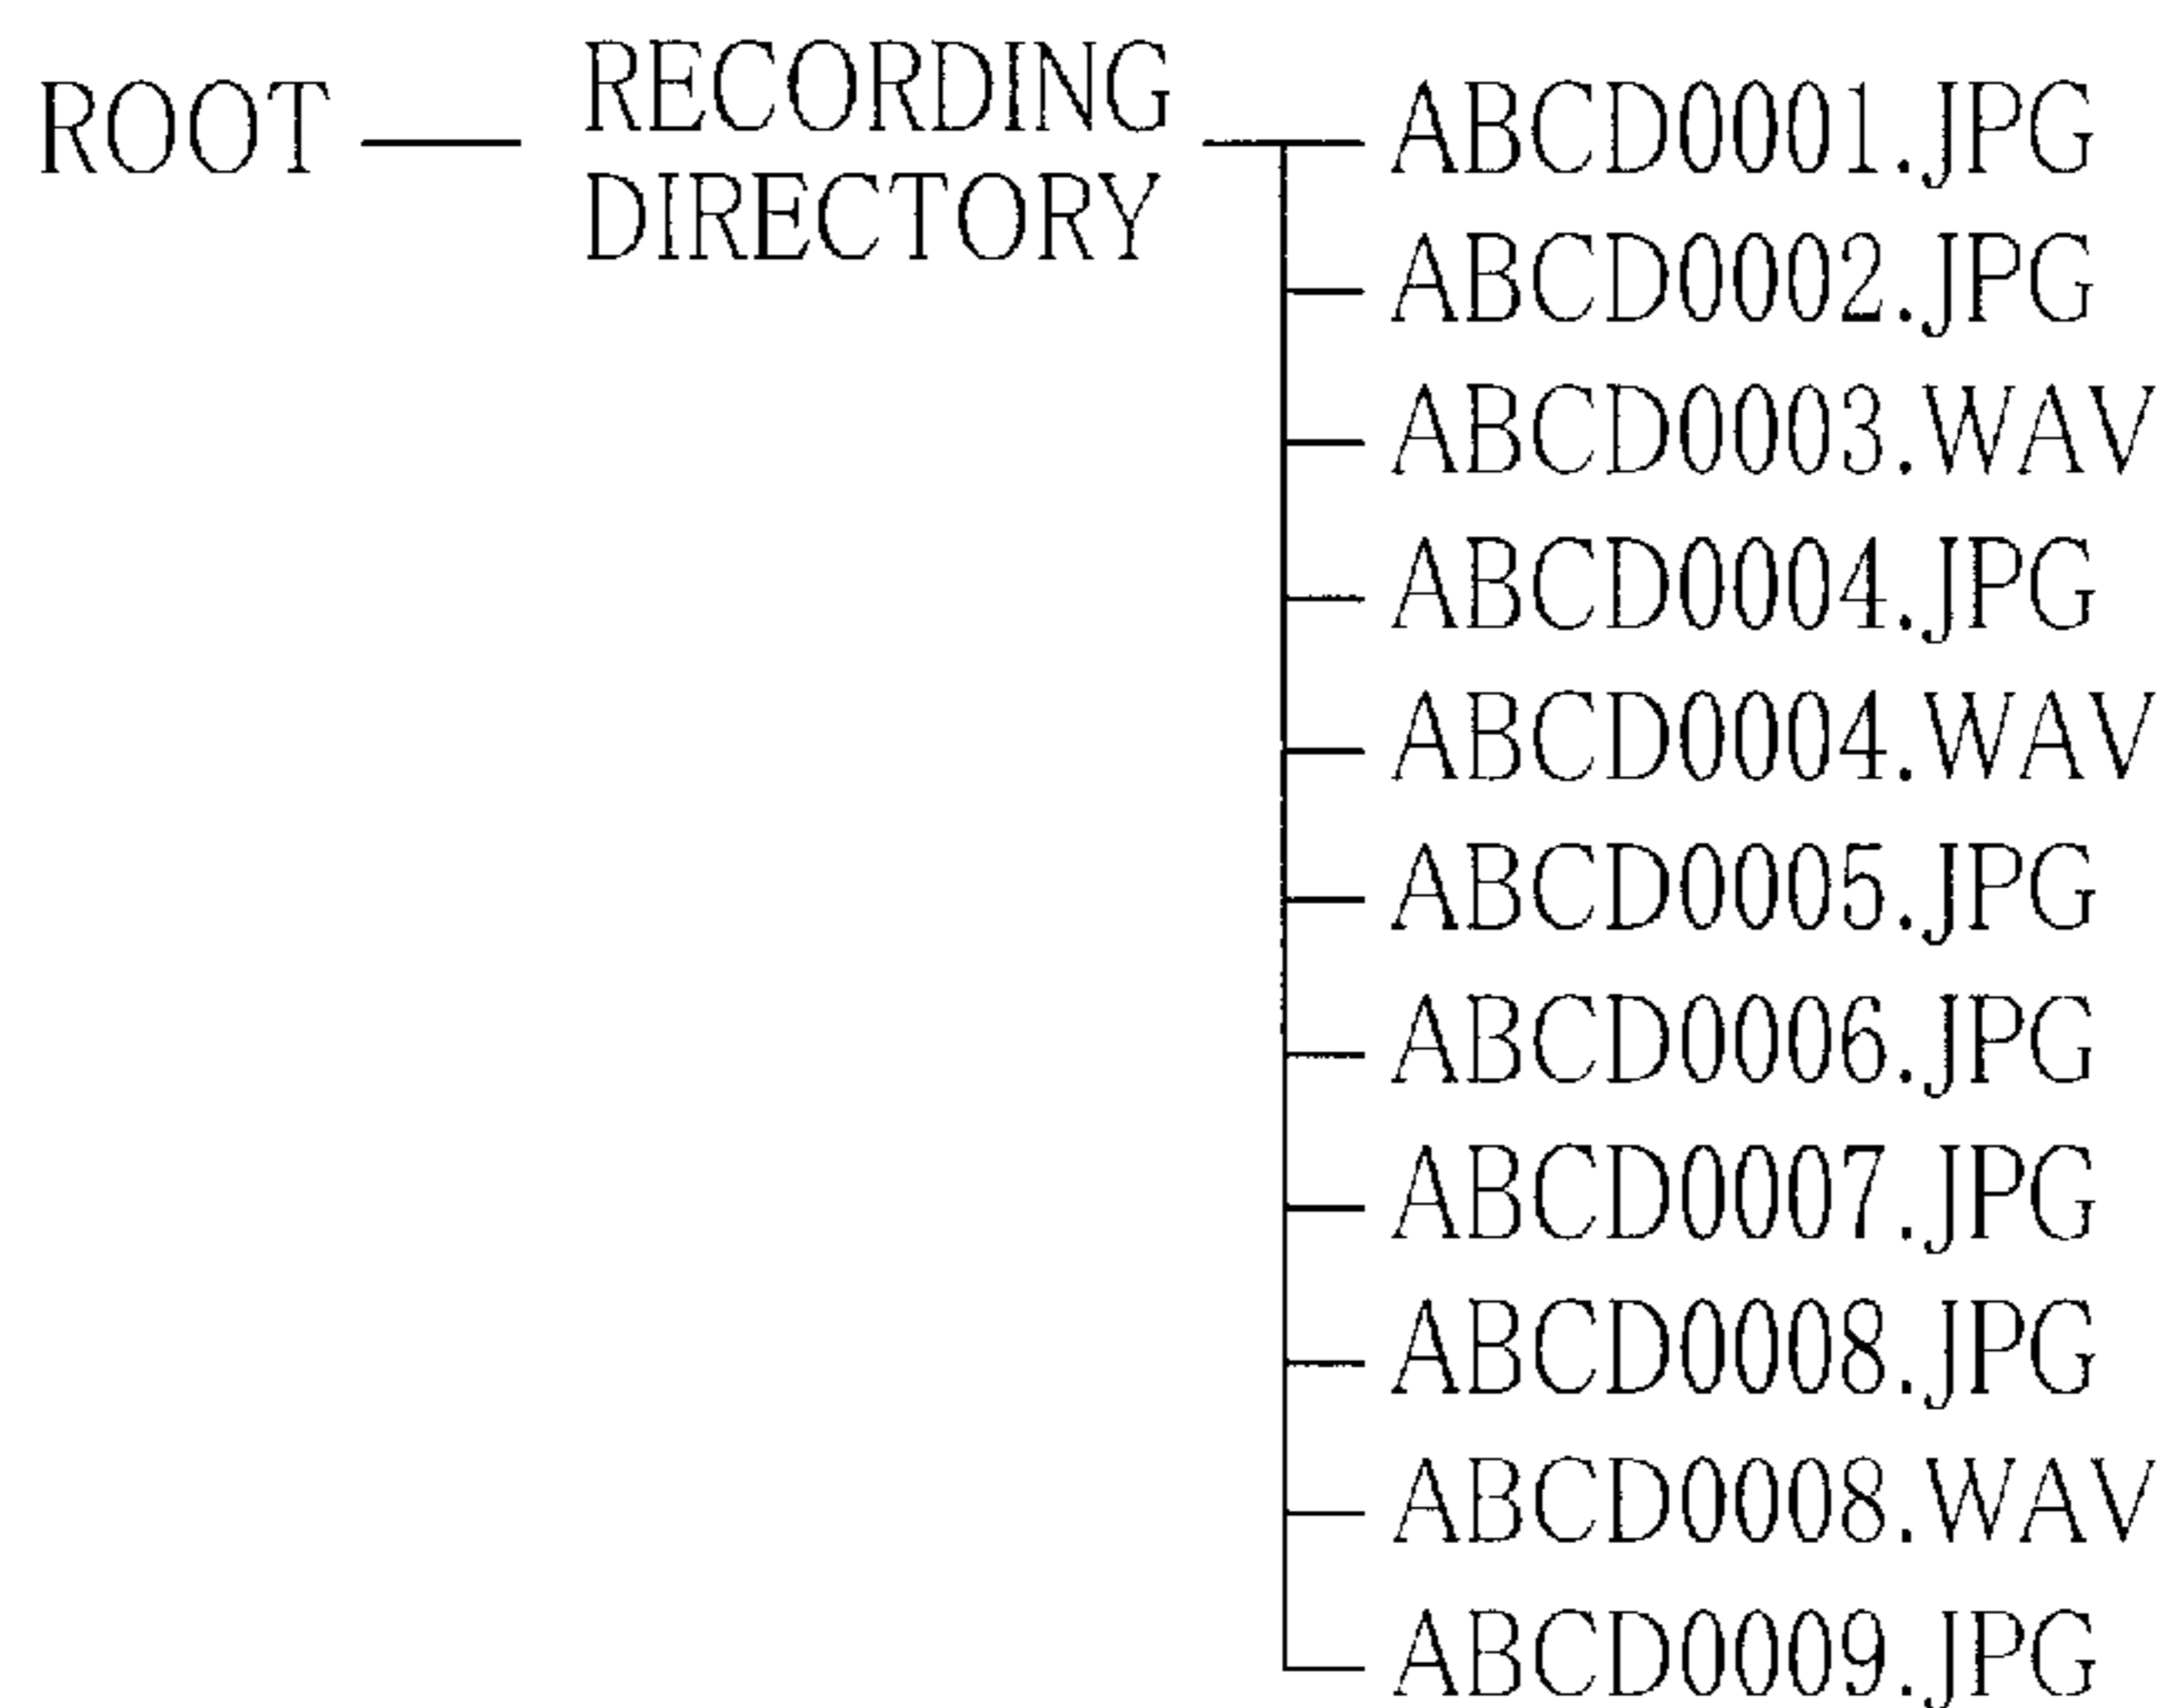 ROOT
RECORDING
DIRECTORY
ABCD0001.JPG
ABCD0002.JPG
ABCD0003.WAV
ABCD0004.JPG
ABCD0004.WAV
ABCD0005.JPG
ABCD0006.JPG
ABCD0007.JPG
ABCD0008.JPG
ABCD0008.WAV
ABCD0009.JPG